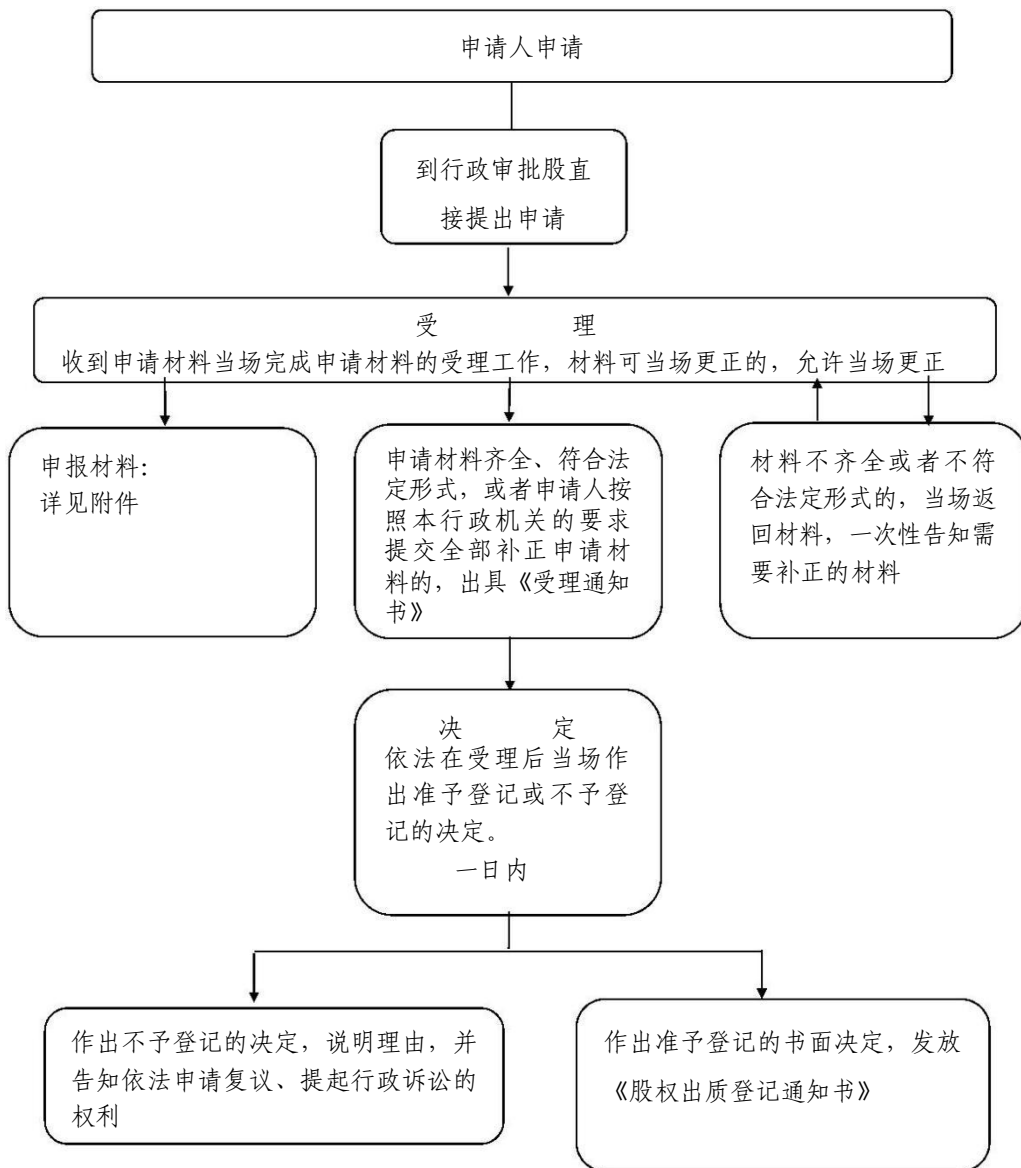 申请人申请
到行政审批股直
接提出申请
受 理
收到申请材料当场完成申请材料的受理工作，材料可当场更正的，允许当场更正
申报材料：
详见附件
申请材料齐全、符合法
定形式，或者申请人按
照本行政机关的要求
提交全部补正申请材
料的，出具《受理通知
书》
材料不齐全或者不符
合法定形式的，当场返
回材料，一次性告知需
要补正的材料
决 定
依法在受理后当场作
出准予登记或不予登
记的决定。
一日内
作出不予登记的决定，说明理由，并
告知依法申请复议、提起行政诉讼的
权利
作出准予登记的书面决定，发放
《股权出质登记通知书》